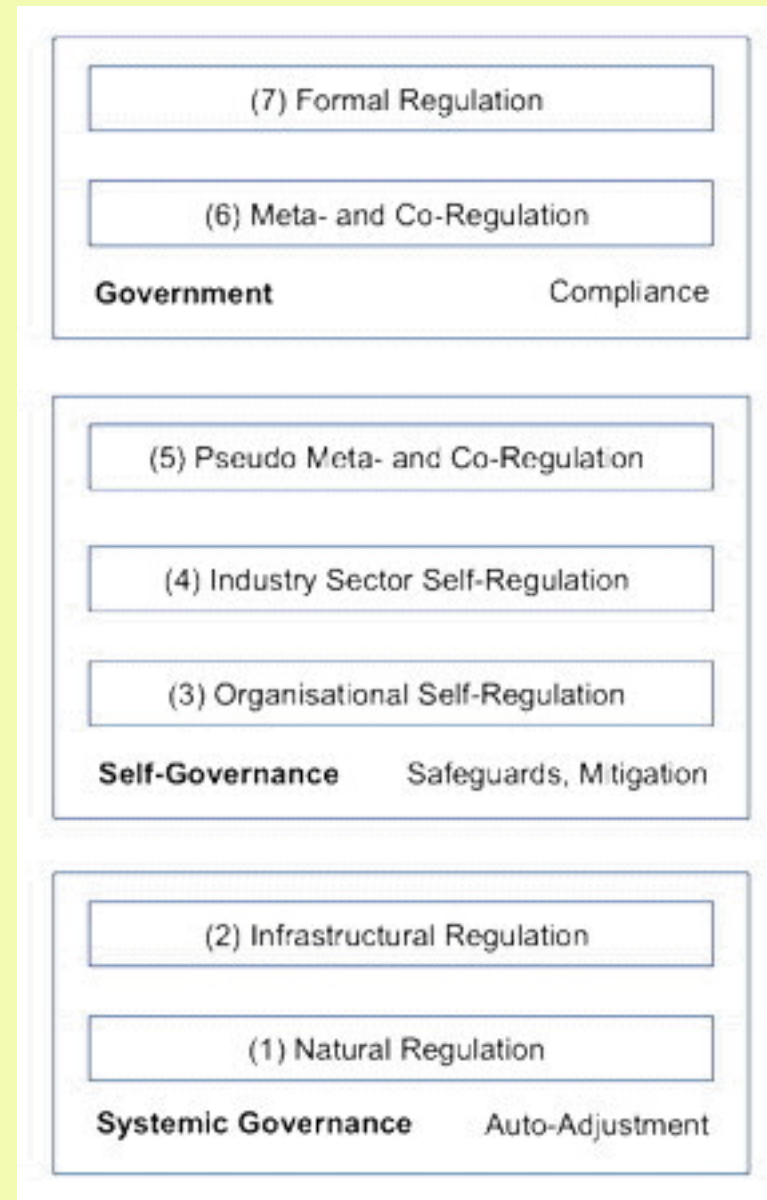 (7) Formal Regulation
(6) Meta- and Co-Regulation
Government Compliance
(5) Pseudo Meta- and Co-Regulation
(4) Industry Sector Self-Regulation
(3) Organisational Self-Regulation
Self-Governance Safeguards, Mitigation
(2) Infrastructural Regulation
(1) Natural Regulation
Systemic Governance Auto-Adjustment